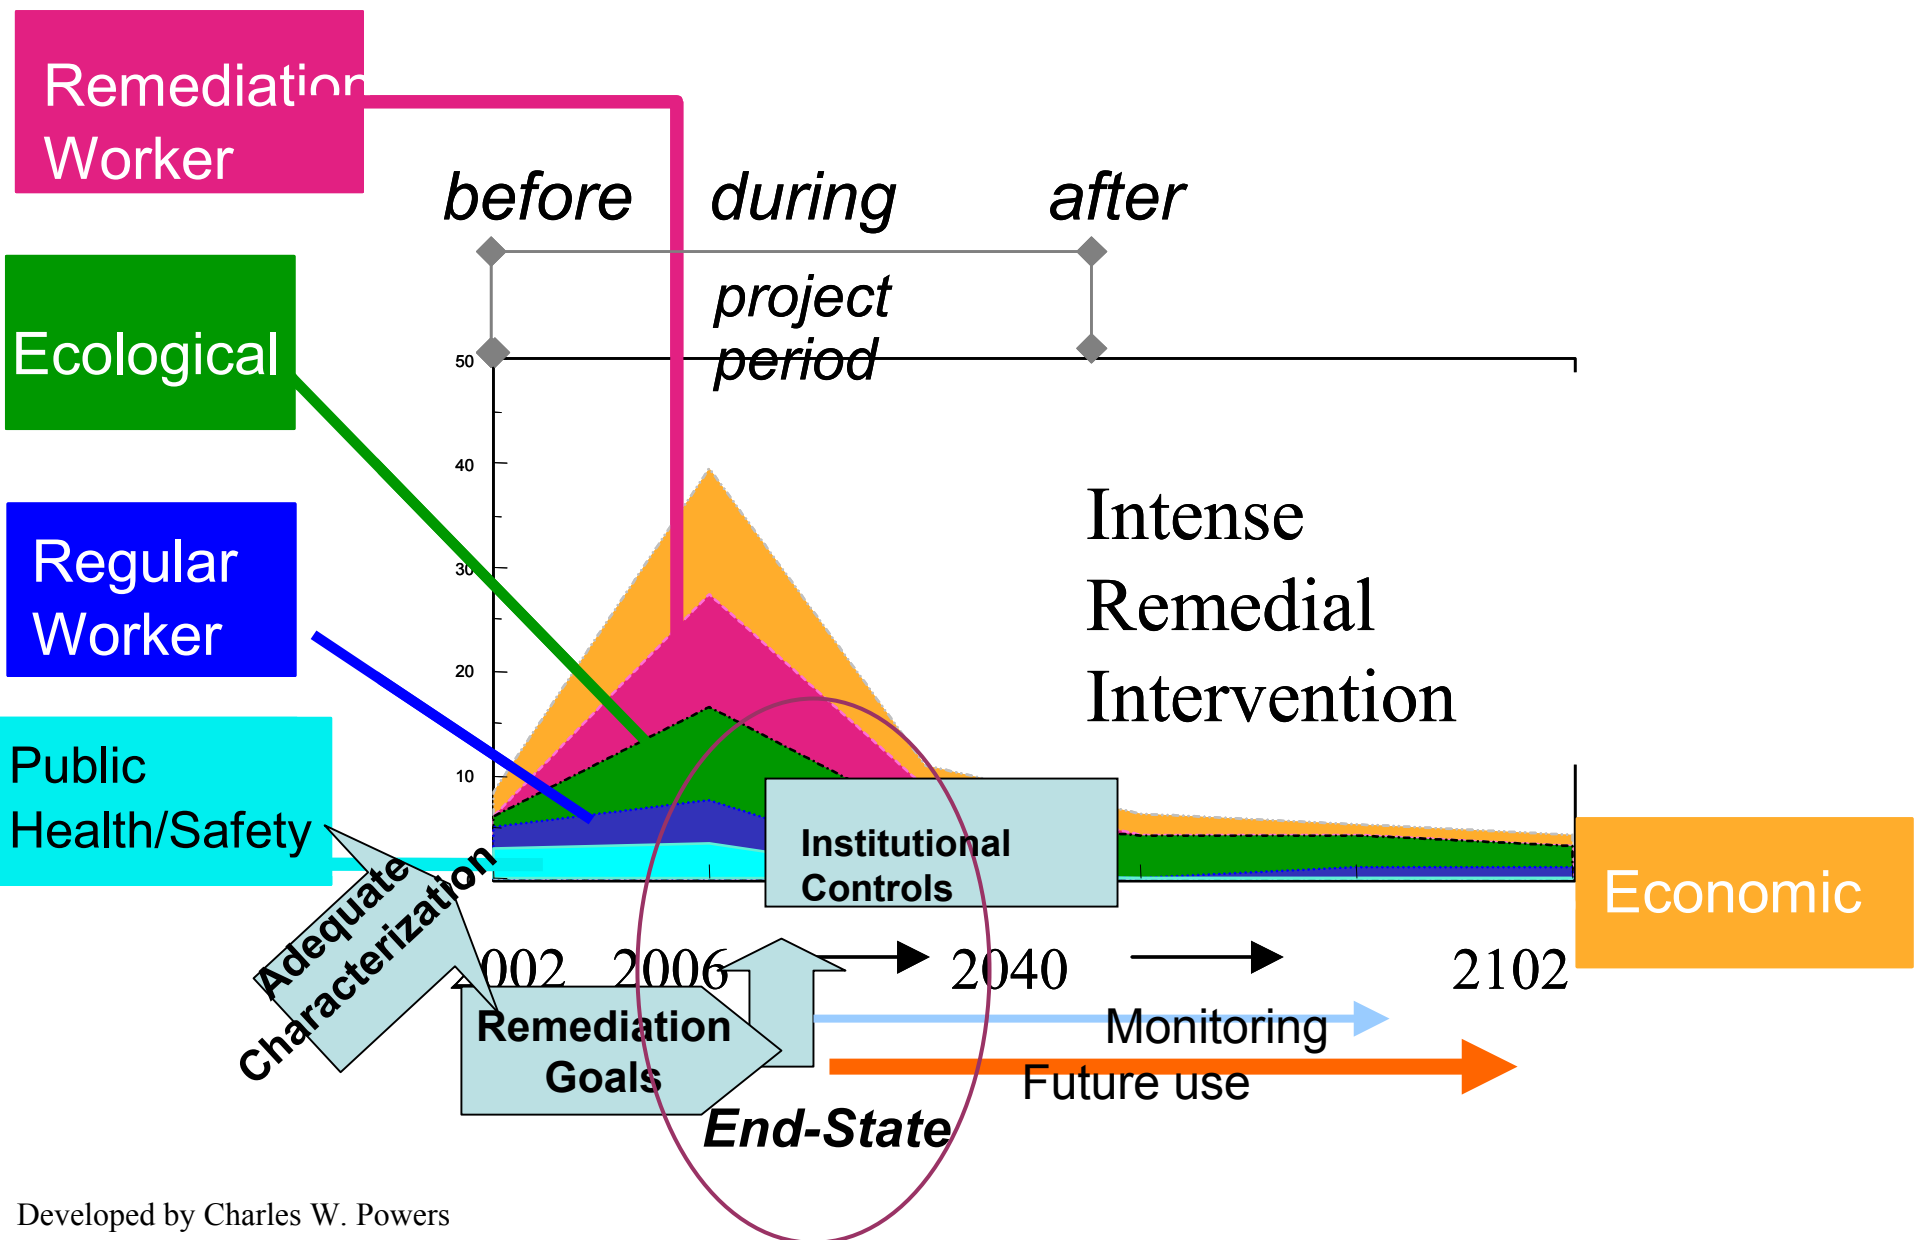 Remediation
Worker
before during after
project
period
Ecological
50
40
30
20
10
0
Intense
Remedial
Intervention
Regular
Worker
Public
Health/Safety
Institutional
Controls
Economic
Adequate
Characterization
2002 2006 2040 2102
Remediation
Goals
Monitoring
Future use
End-State
Developed by Charles W. Powers